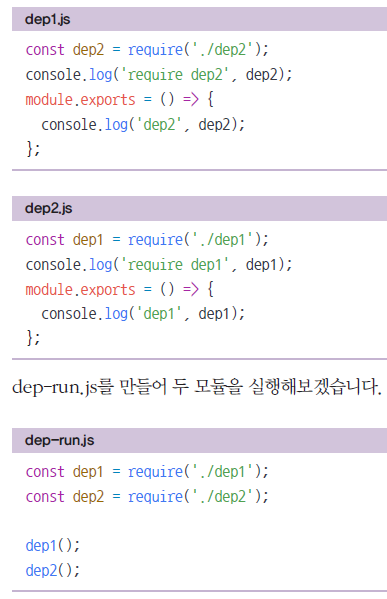 dep1.js
const dep2 = require('./dep2');
console.log('require dep2', dep2);
module.exports = () => {
  console.log('dep2', dep2);
};
dep2.js
const dep1 = require('./dep1');
console.log('require dep1', dep1);
module.exports = () => {
  console.log('dep1', dep1);
};
dep-run.js를 만들어 두 모듈을 실행해보겠습니다.
dep-run.js
const dep1 = require('./dep1');
const dep2 = require('./dep2');
dep1();
dep2();